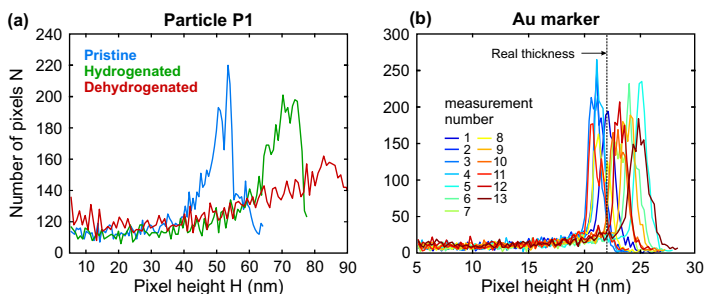 (a)
Particle P1
Number of pixels N
240
220
200
180
160
140
120
100
Pristine
Hydrogenated
Dehydrogenated
10 20 30 40 50 60 70 80 90
Pixel height H (nm)
(b)
Au marker
300
250
200
150
100
50
0
Real thickness
measurement
number
1 8
2 9
3 10
4 11
5 12
6 13
7
5 10 15 20 25 30
Pixel height H (nm)